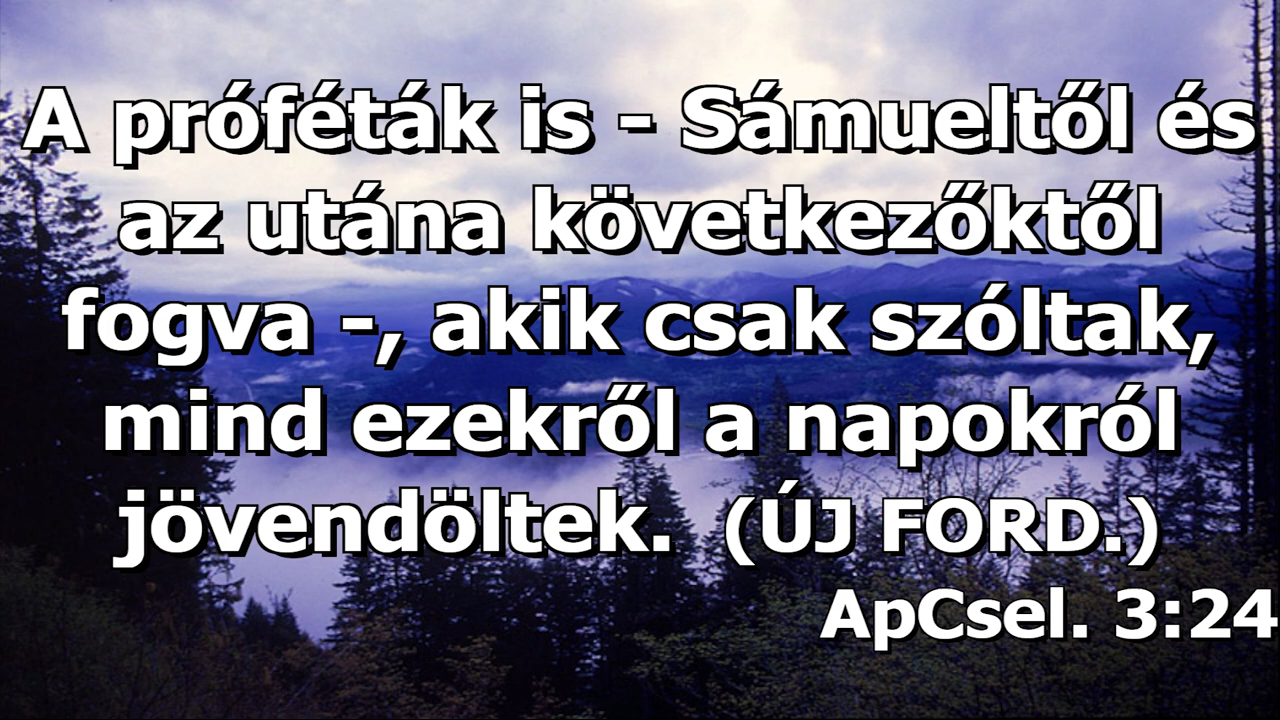 A próféták is - Sámueltől és
az utána következőktől
fogva -, akik csak szóltak,
mind ezekről a napokról
jövendöltek. (ÚJ FORD.)
ApCsel. 3:24